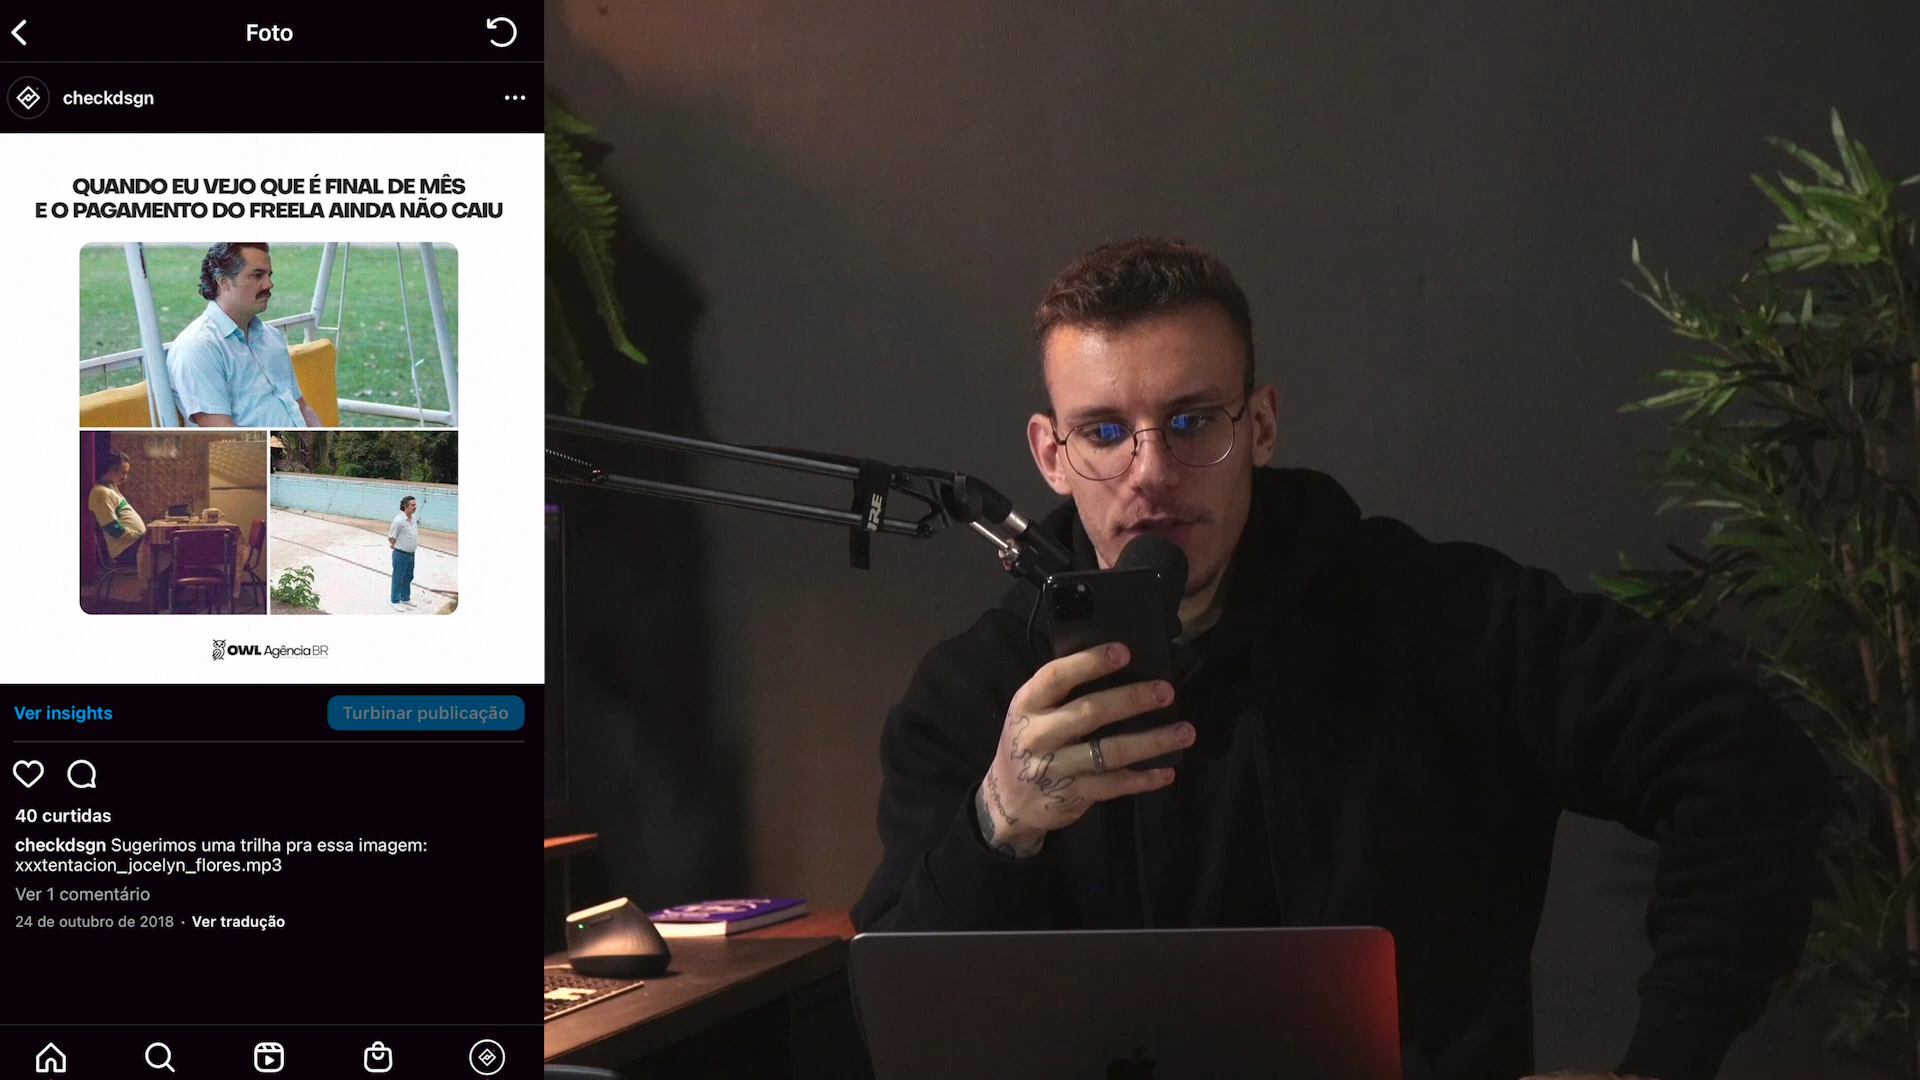 Foto
checkdsgn
QUANDO EU VEJO QUE É FINAL DE MÊS
E O PAGAMENTO DO FREELA AINDA NÃO CAIU
OWL Agência BR
Ver insights
Turbinar publicação
40 curtidas
checkdsgn Sugerimos uma trilha pra essa imagem:
xxxtentacion_jocelyn_flores.mp3
Ver 1 comentário
24 de outubro de 2018 · Ver tradução